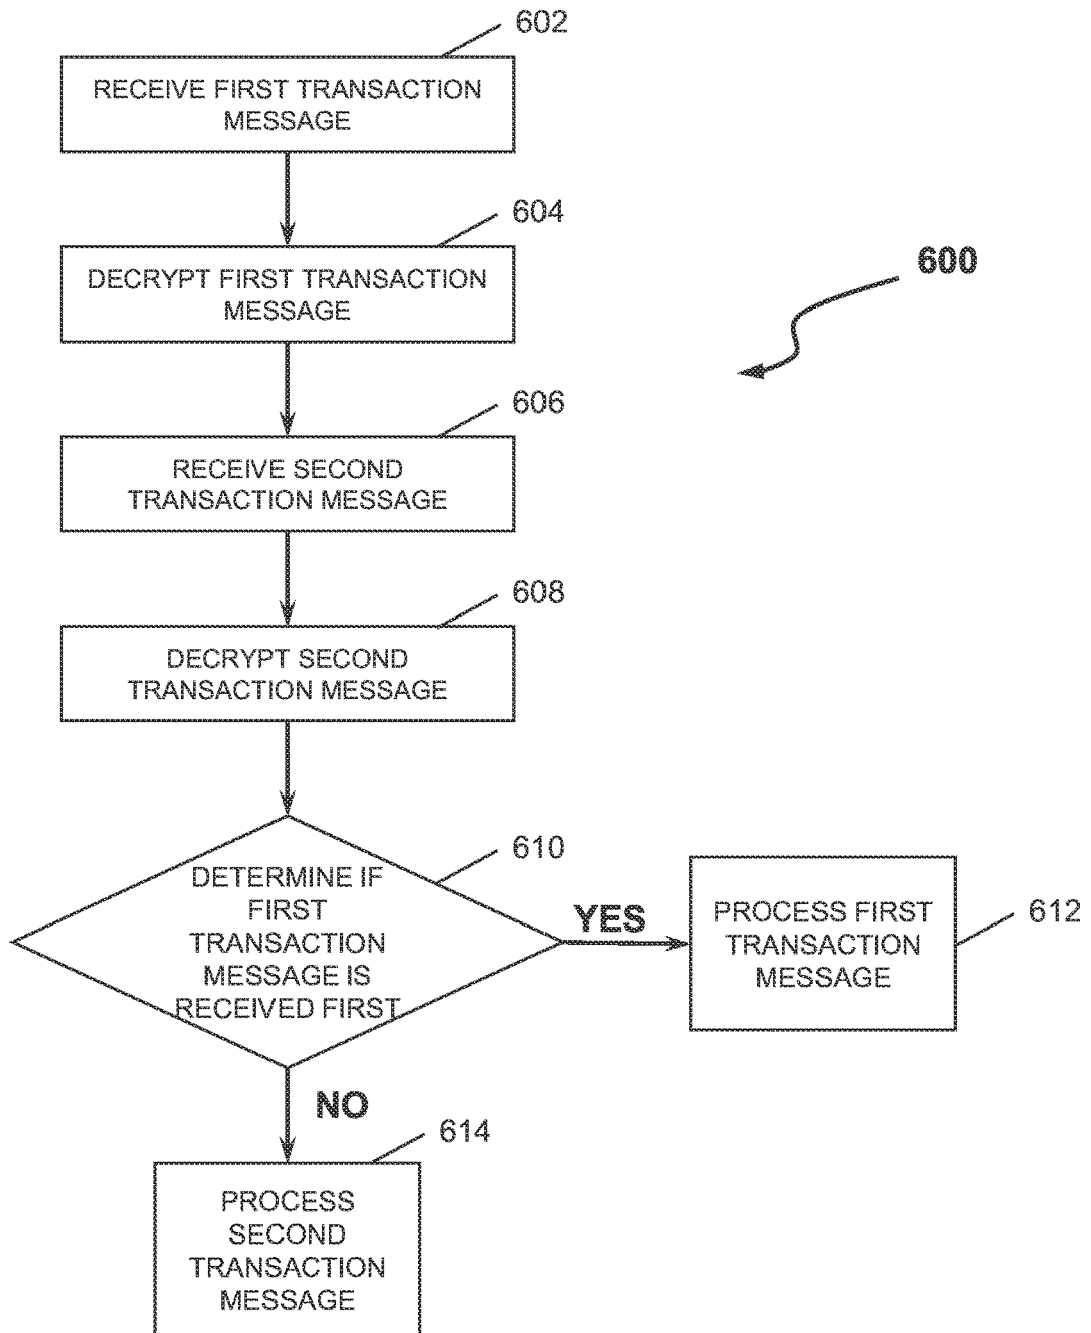 602
RECEIVE FIRST TRANSACTION
MESSAGE
604
DECRYPT FIRST TRANSACTION
MESSAGE
600
606
RECEIVE SECOND
TRANSACTION MESSAGE
608
DECRYPT SECOND
TRANSACTION MESSAGE
610
DETERMINE IF
FIRST
TRANSACTION
MESSAGE IS
RECEIVED FIRST
YES
PROCESS FIRST
TRANSACTION
MESSAGE
612
NO
614
PROCESS
SECOND
TRANSACTION
MESSAGE